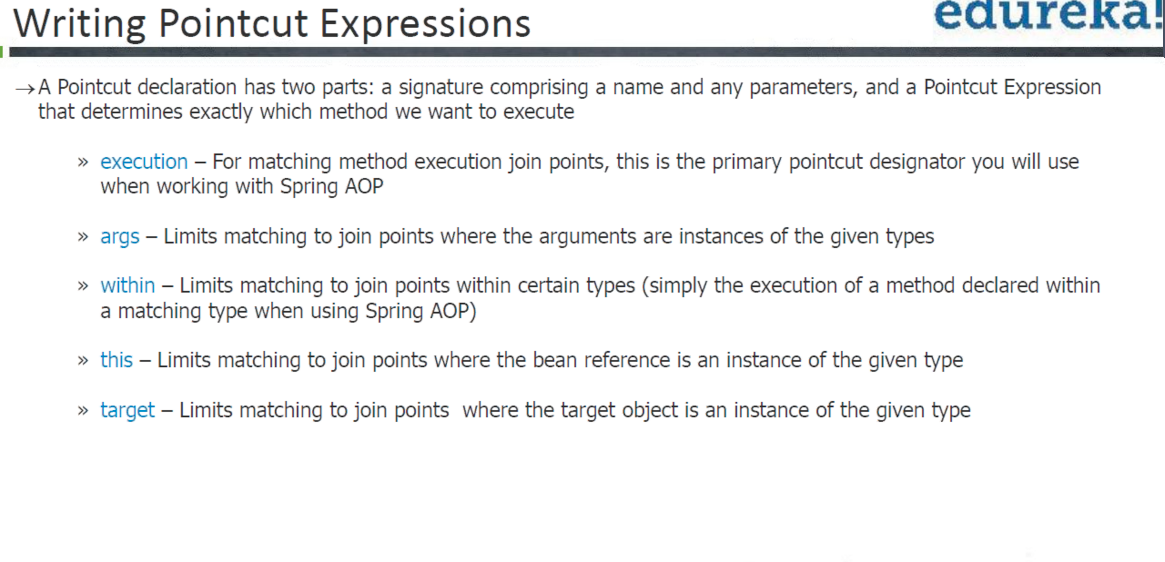 Writing Pointcut Expressions
edureka!
→A Pointcut declaration has two parts: a signature comprising a name and any parameters, and a Pointcut Expression
that determines exactly which method we want to execute
» execution – For matching method execution join points, this is the primary pointcut designator you will use
when working with Spring AOP
» args – Limits matching to join points where the arguments are instances of the given types
» within – Limits matching to join points within certain types (simply the execution of a method declared within
a matching type when using Spring AOP)
» this – Limits matching to join points where the bean reference is an instance of the given type
» target – Limits matching to join points  where the target object is an instance of the given type